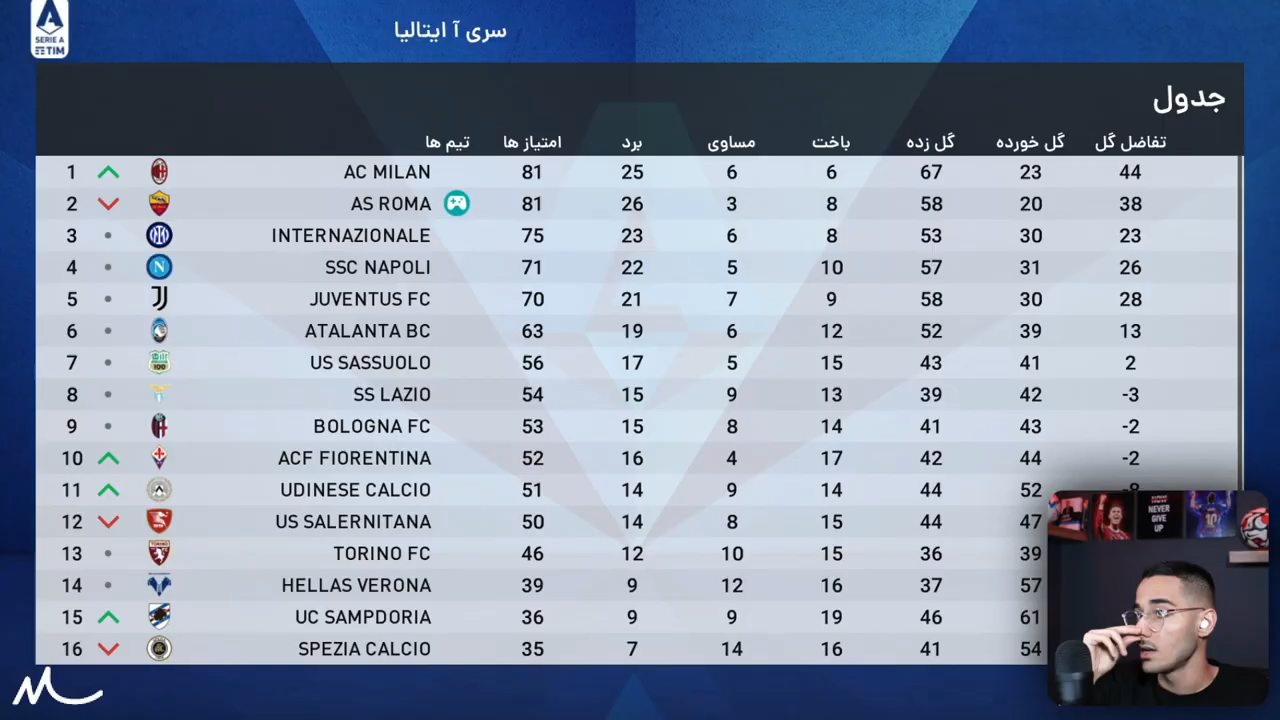 SERIE A
TIM
سری آ ایتالیا
جدول
تیم ها امتیاز ها برد مساوی باخت گل زده گل خورده تفاضل گل
1 AC MILAN 81 25 6 6 67 23 44
2 AS ROMA 81 26 3 8 58 20 38
3 INTERNAZIONALE 75 23 6 8 53 30 23
4 SSC NAPOLI 71 22 5 10 57 31 26
5 JUVENTUS FC 70 21 7 9 58 30 28
6 ATALANTA BC 63 19 6 12 52 39 13
7 US SASSUOLO 56 17 5 15 43 41 2
8 SS LAZIO 54 15 9 13 39 42 -3
9 BOLOGNA FC 53 15 8 14 41 43 -2
10 ACF FIORENTINA 52 16 4 17 42 44 -2
11 UDINESE CALCIO 51 14 9 14 44 52 -8
12 US SALERNITANA 50 14 8 15 44 47
13 TORINO FC 46 12 10 15 36 39
14 HELLAS VERONA 39 9 12 16 37 57
15 UC SAMPDORIA 36 9 9 19 46 61
16 SPEZIA CALCIO 35 7 14 16 41 54
NEVER
GIVE
UP
10